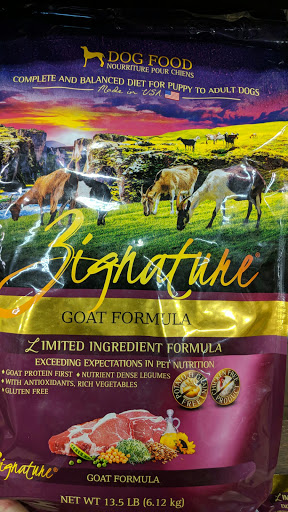 DOG FOOD
NOURRITURE POUR CHIENS
COMPLETE AND BALANCED DIET FOR PUPPY TO ADULT DOGS
Made in USA
Zignature®
GOAT FORMULA
LIMITED INGREDIENT FORMULA
EXCEEDING EXPECTATIONS IN PET NUTRITION
• GOAT PROTEIN FIRST • NUTRIENT DENSE LEGUMES
• WITH ANTIOXIDANTS, RICH VEGETABLES
• GLUTEN FREE
Zignature®
GOAT FORMULA
NET WT 13.5 LB (6.12 kg)